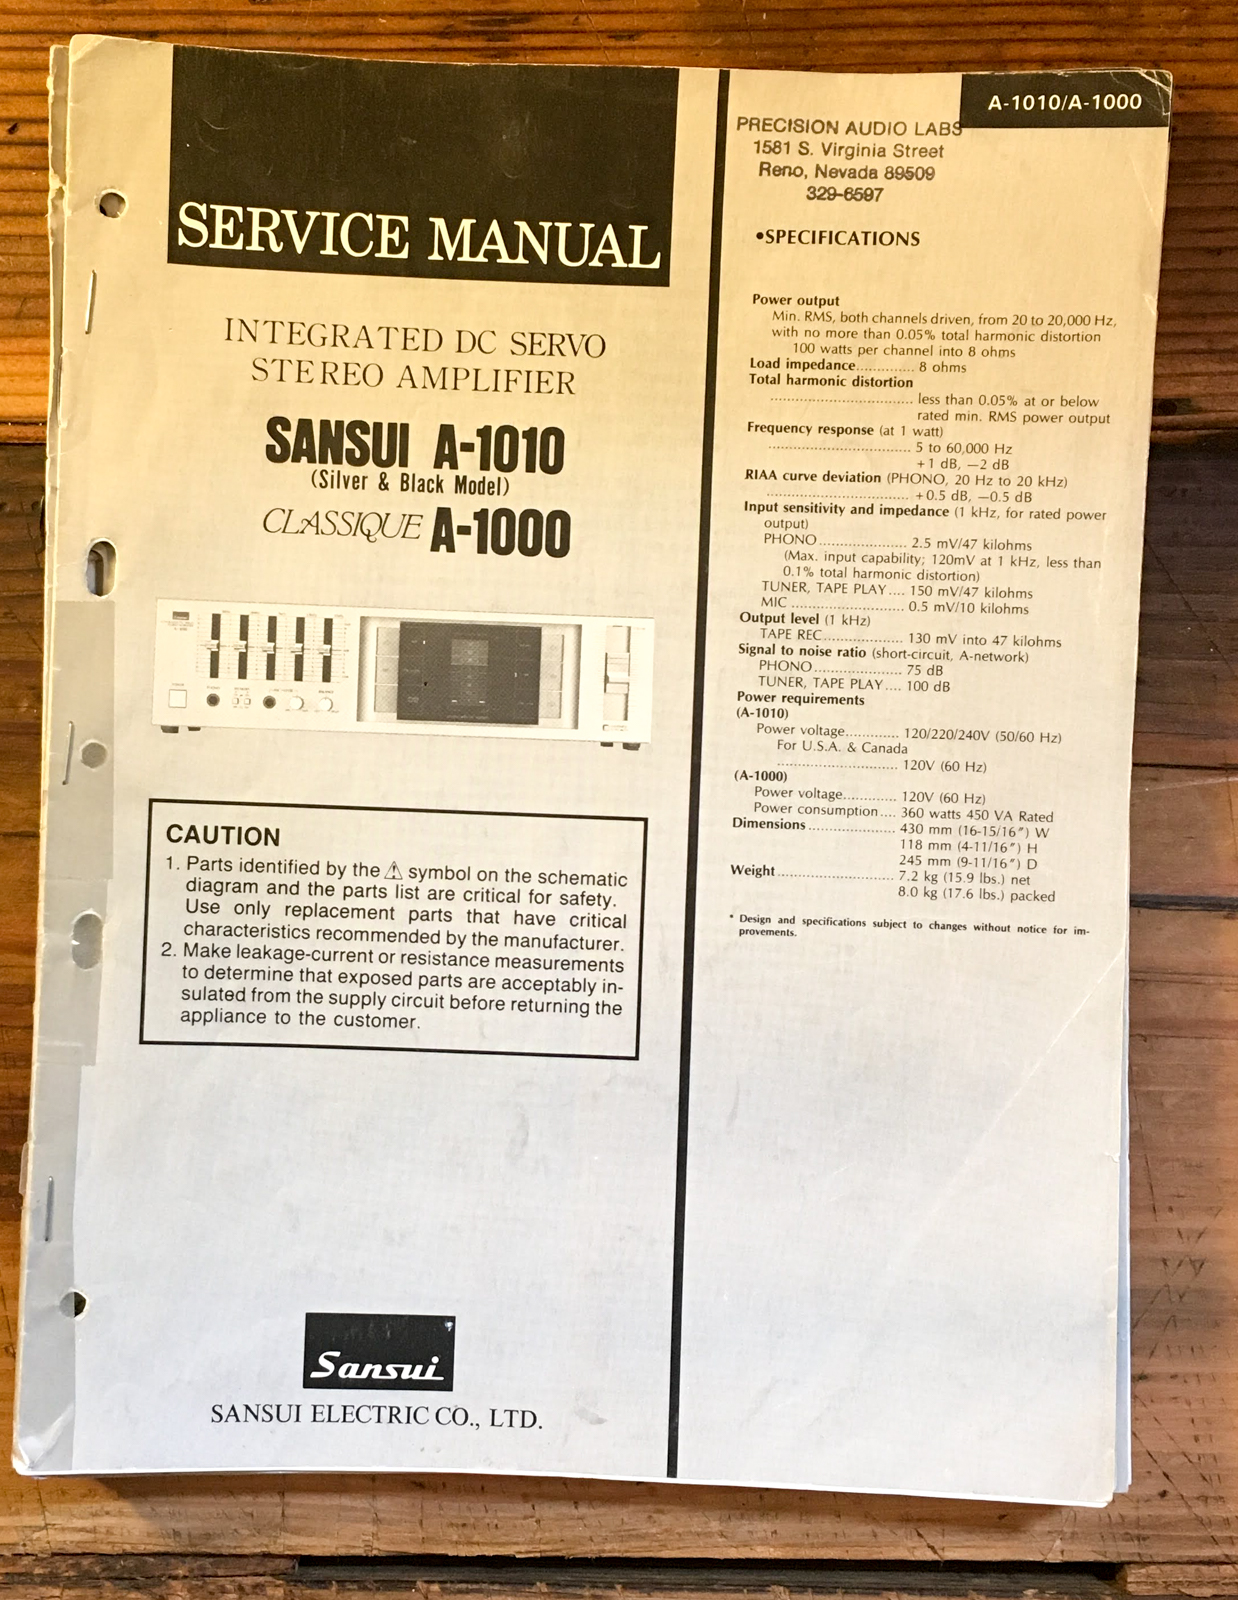 SERVICE MANUAL
INTEGRATED DC SERVO
STEREO AMPLIFIER
SANSUI A-1010
(Silver & Black Model)
CLASSIQUE A-1000
CAUTION
1. Parts identified by the ⚠ symbol on the schematic
diagram and the parts list are critical for safety.
Use only replacement parts that have critical
characteristics recommended by the manufacturer.
2. Make leakage-current or resistance measurements
to determine that exposed parts are acceptably in-
sulated from the supply circuit before returning the
appliance to the customer.
Sansui
SANSUI ELECTRIC CO., LTD.
A-1010/A-1000
PRECISION AUDIO LABS
1581 S. Virginia Street
Reno, Nevada 89509
329-6597
•SPECIFICATIONS
Power output
Min. RMS, both channels driven, from 20 to 20,000 Hz,
with no more than 0.05% total harmonic distortion
100 watts per channel into 8 ohms
Load impedance.............. 8 ohms
Total harmonic distortion
.................................. less than 0.05% at or below
rated min. RMS power output
Frequency response (at 1 watt)
.................................. 5 to 60,000 Hz
+1 dB, −2 dB
RIAA curve deviation (PHONO, 20 Hz to 20 kHz)
.................................. +0.5 dB, −0.5 dB
Input sensitivity and impedance (1 kHz, for rated power
output)
PHONO..................... 2.5 mV/47 kilohms
(Max. input capability; 120mV at 1 kHz, less than
0.1% total harmonic distortion)
TUNER, TAPE PLAY.... 150 mV/47 kilohms
MIC ........................... 0.5 mV/10 kilohms
Output level (1 kHz)
TAPE REC................... 130 mV into 47 kilohms
Signal to noise ratio (short-circuit, A-network)
PHONO..................... 75 dB
TUNER, TAPE PLAY.... 100 dB
Power requirements
(A-1010)
Power voltage............. 120/220/240V (50/60 Hz)
For U.S.A. & Canada
............................. 120V (60 Hz)
(A-1000)
Power voltage............. 120V (60 Hz)
Power consumption.... 360 watts 450 VA Rated
Dimensions ..................... 430 mm (16-15/16″) W
118 mm (4-11/16″) H
245 mm (9-11/16″) D
Weight............................ 7.2 kg (15.9 lbs.) net
8.0 kg (17.6 lbs.) packed
* Design and specifications subject to changes without notice for im-
provements.